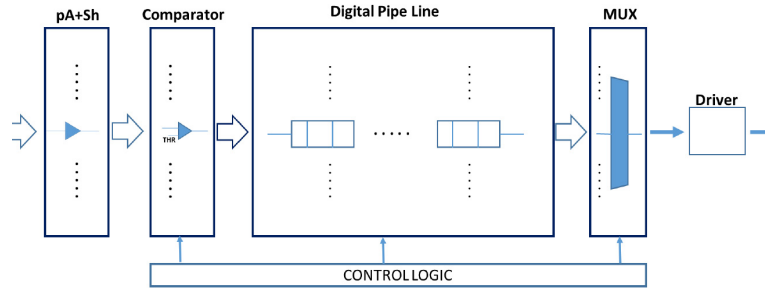 pA+Sh
Comparator
Digital Pipe Line
MUX
Driver
THR
CONTROL LOGIC